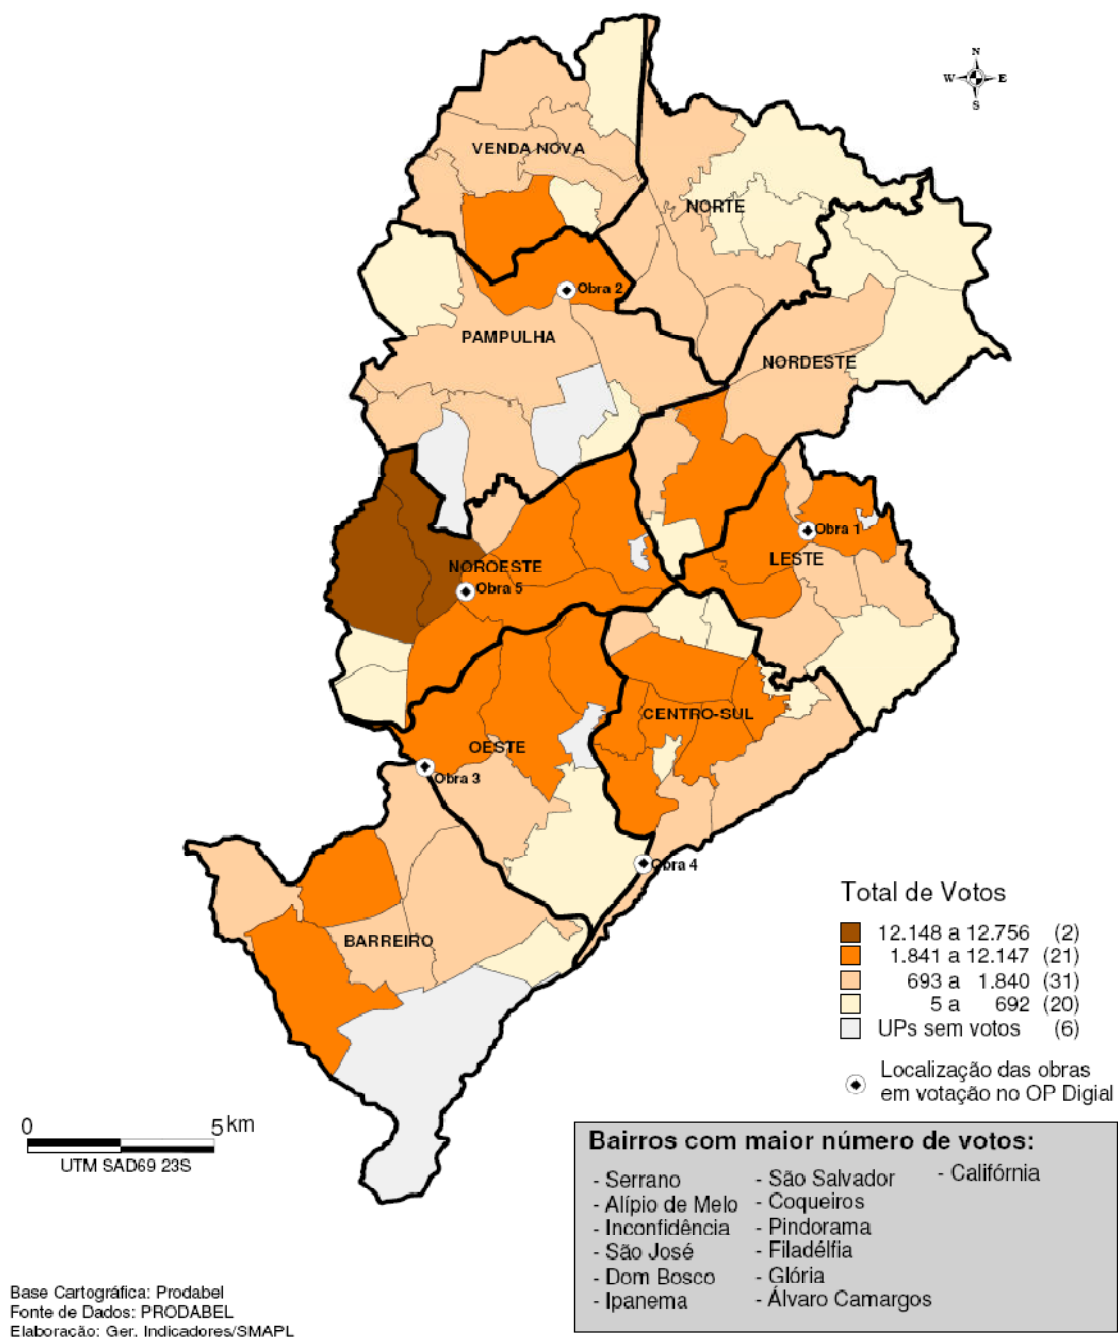 N
W E
S
VENDA NOVA
NORTE
Obra 2
PAMPULHA
NORDESTE
Obra 1
LESTE
NOROESTE
Obra 5
CENTRO-SUL
OESTE
Obra 3
Obra 4
BARREIRO
Total de Votos
12.148 a 12.756 (2)
1.841 a 12.147 (21)
693 a 1.840 (31)
5 a 692 (20)
UPs sem votos (6)
Localização das obras
em votação no OP Digial
0 5 km
UTM SAD69 23S
Bairros com maior número de votos:
- Serrano - São Salvador - Califórnia
- Alípio de Melo - Coqueiros
- Inconfidência - Pindorama
- São José - Filadélfia
- Dom Bosco - Glória
- Ipanema - Álvaro Camargos
Base Cartográfica: Prodabel
Fonte de Dados: PRODABEL
Elaboração: Ger. Indicadores/SMAPL